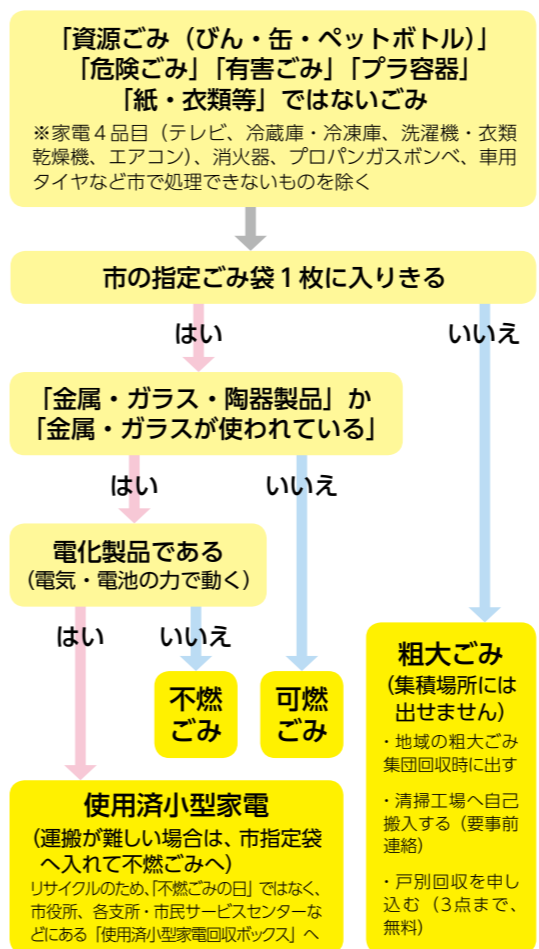 「資源ごみ（びん・缶・ペットボトル）」
「危険ごみ」「有害ごみ」「プラ容器」
「紙・衣類等」ではないごみ
※家電４品目（テレビ、冷蔵庫・冷凍庫、洗濯機・衣類
乾燥機、エアコン）、消火器、プロパンガスボンベ、車用
タイヤなど市で処理できないものを除く
市の指定ごみ袋１枚に入りきる
はい
いいえ
「金属・ガラス・陶器製品」か
「金属・ガラスが使われている」
はい
いいえ
電化製品である
（電気・電池の力で動く）
はい
いいえ
不燃
ごみ
可燃
ごみ
粗大ごみ
（集積場所には
出せません）
・地域の粗大ごみ
集団回収時に出す
・清掃工場へ自己
搬入する（要事前
連絡）
・戸別回収を申し
込む（3点まで、
無料）
使用済小型家電
（運搬が難しい場合は、市指定袋
へ入れて不燃ごみへ）
リサイクルのため、「不燃ごみの日」ではなく、
市役所、各支所・市民サービスセンターな
どにある「使用済小型家電回収ボックス」へ